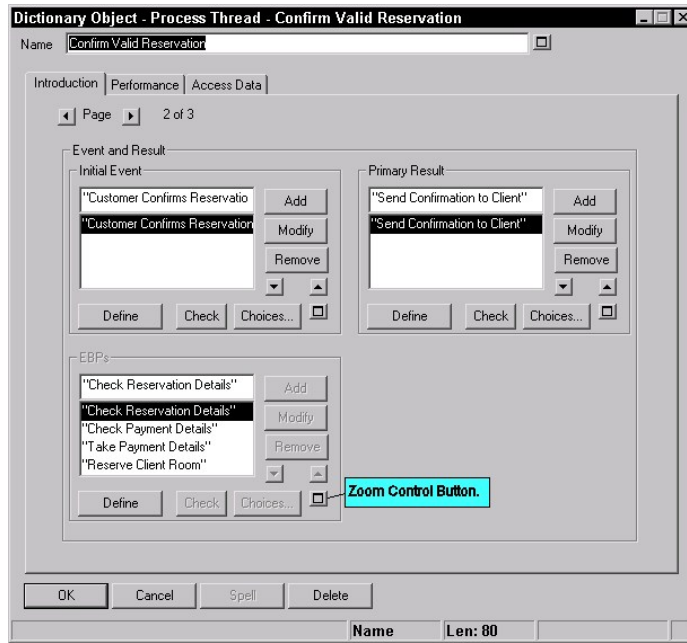 Dictionary Object - Process Thread - Confirm Valid Reservation
Name Confirm Valid Reservation
Introduction Performance Access Data
Page 2 of 3
Event and Result
Initial Event
"Customer Confirms Reservatio
Add
"Customer Confirms Reservation
Modify
Remove
Define Check Choices...
Primary Result
"Send Confirmation to Client"
Add
"Send Confirmation to Client"
Modify
Remove
Define Check Choices...
EBPs
"Check Reservation Details"
Add
"Check Reservation Details"
"Check Payment Details"
Modify
"Take Payment Details"
Remove
"Reserve Client Room"
Define Check Choices...
Zoom Control Button.
OK Cancel Spell Delete
Name Len: 80